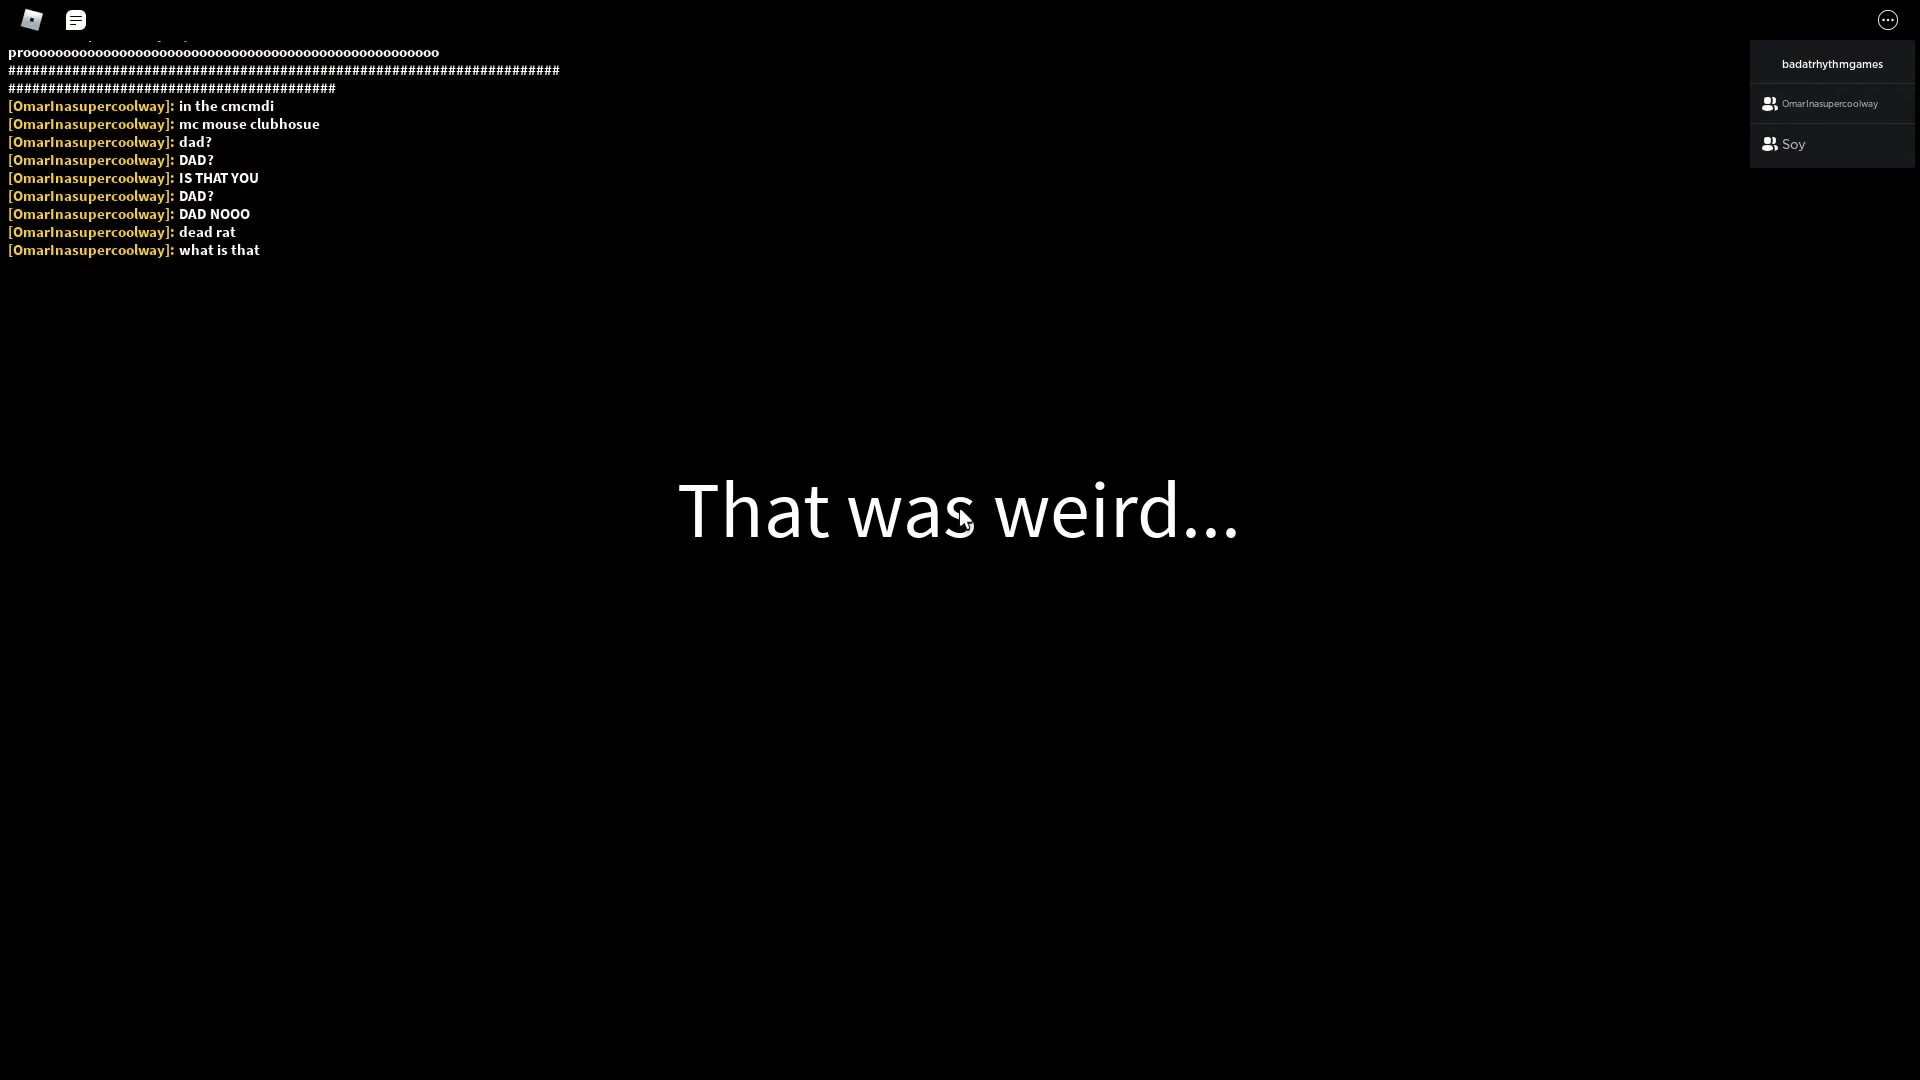 prooooooooooooooooooooooooooooooooooooooooooooooooooooo
#####################################################################
#########################################
[OmarInasupercoolway]: in the cmcmdi
[OmarInasupercoolway]: mc mouse clubhosue
[OmarInasupercoolway]: dad?
[OmarInasupercoolway]: DAD?
[OmarInasupercoolway]: IS THAT YOU
[OmarInasupercoolway]: DAD?
[OmarInasupercoolway]: DAD NOOO
[OmarInasupercoolway]: dead rat
[OmarInasupercoolway]: what is that
badatrhythmgames
OmarInasupercoolway
Soy
That was weird...